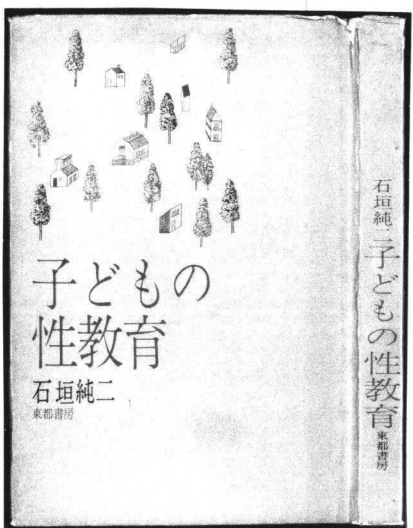 子どもの
性教育
石垣純二
東都書房
石垣純二 子どもの性教育 東都書房